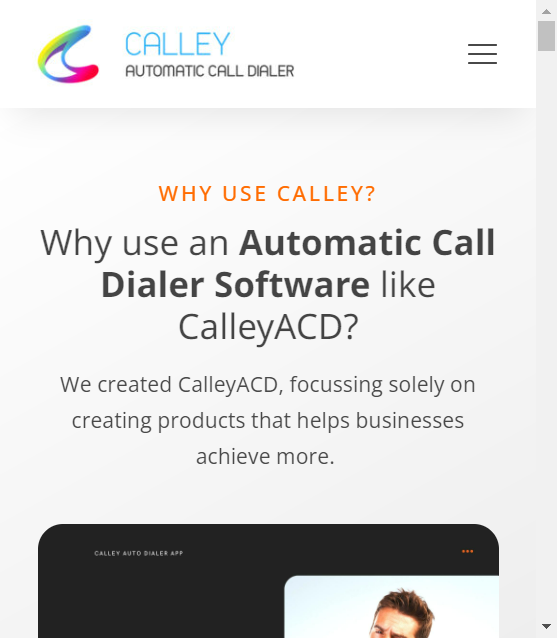 CALLEY
AUTOMATIC CALL DIALER
WHY USE CALLEY?
Why use an Automatic Call
Dialer Software like
CalleyACD?
We created CalleyACD, focussing solely on
creating products that helps businesses
achieve more.
CALLEY AUTO DIALER APP